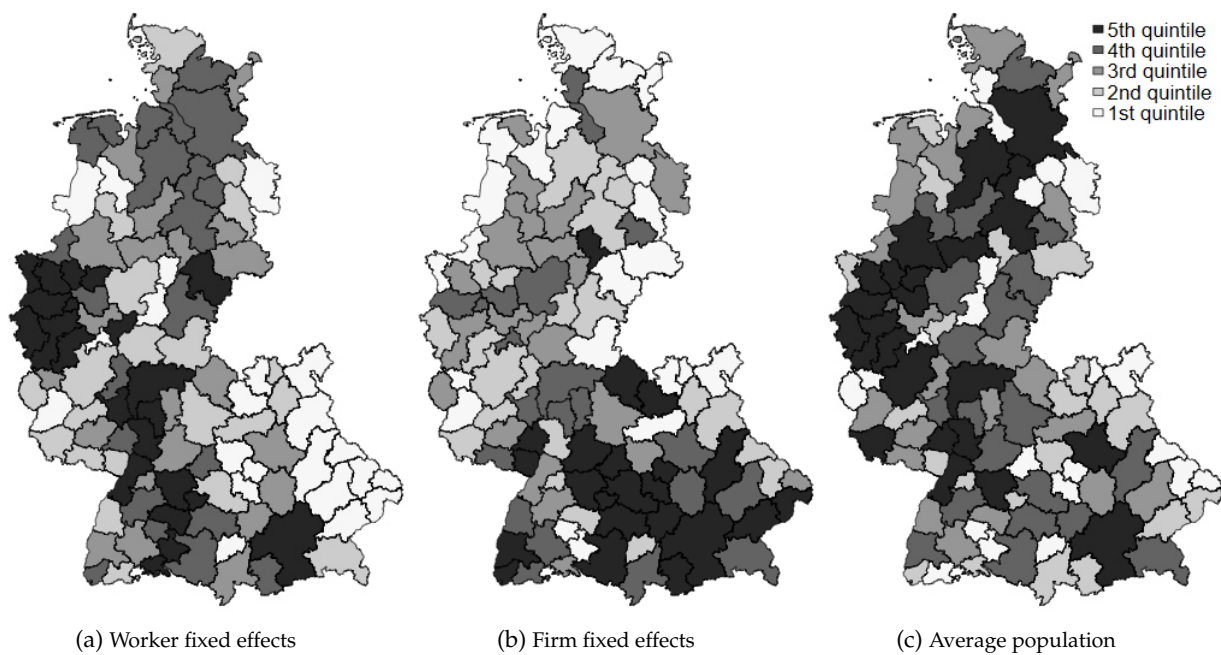 5th quintile
4th quintile
3rd quintile
2nd quintile
1st quintile
(a) Worker fixed effects
(b) Firm fixed effects
(c) Average population